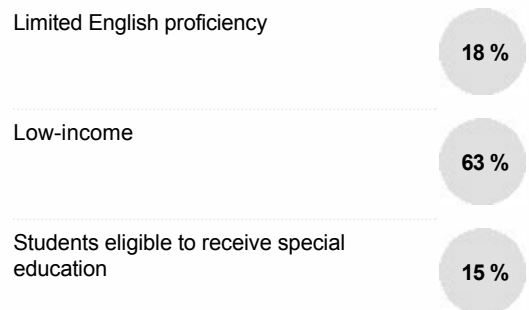 Limited English proficiency
18 %
Low-income
63 %
Students eligible to receive special
education
15 %